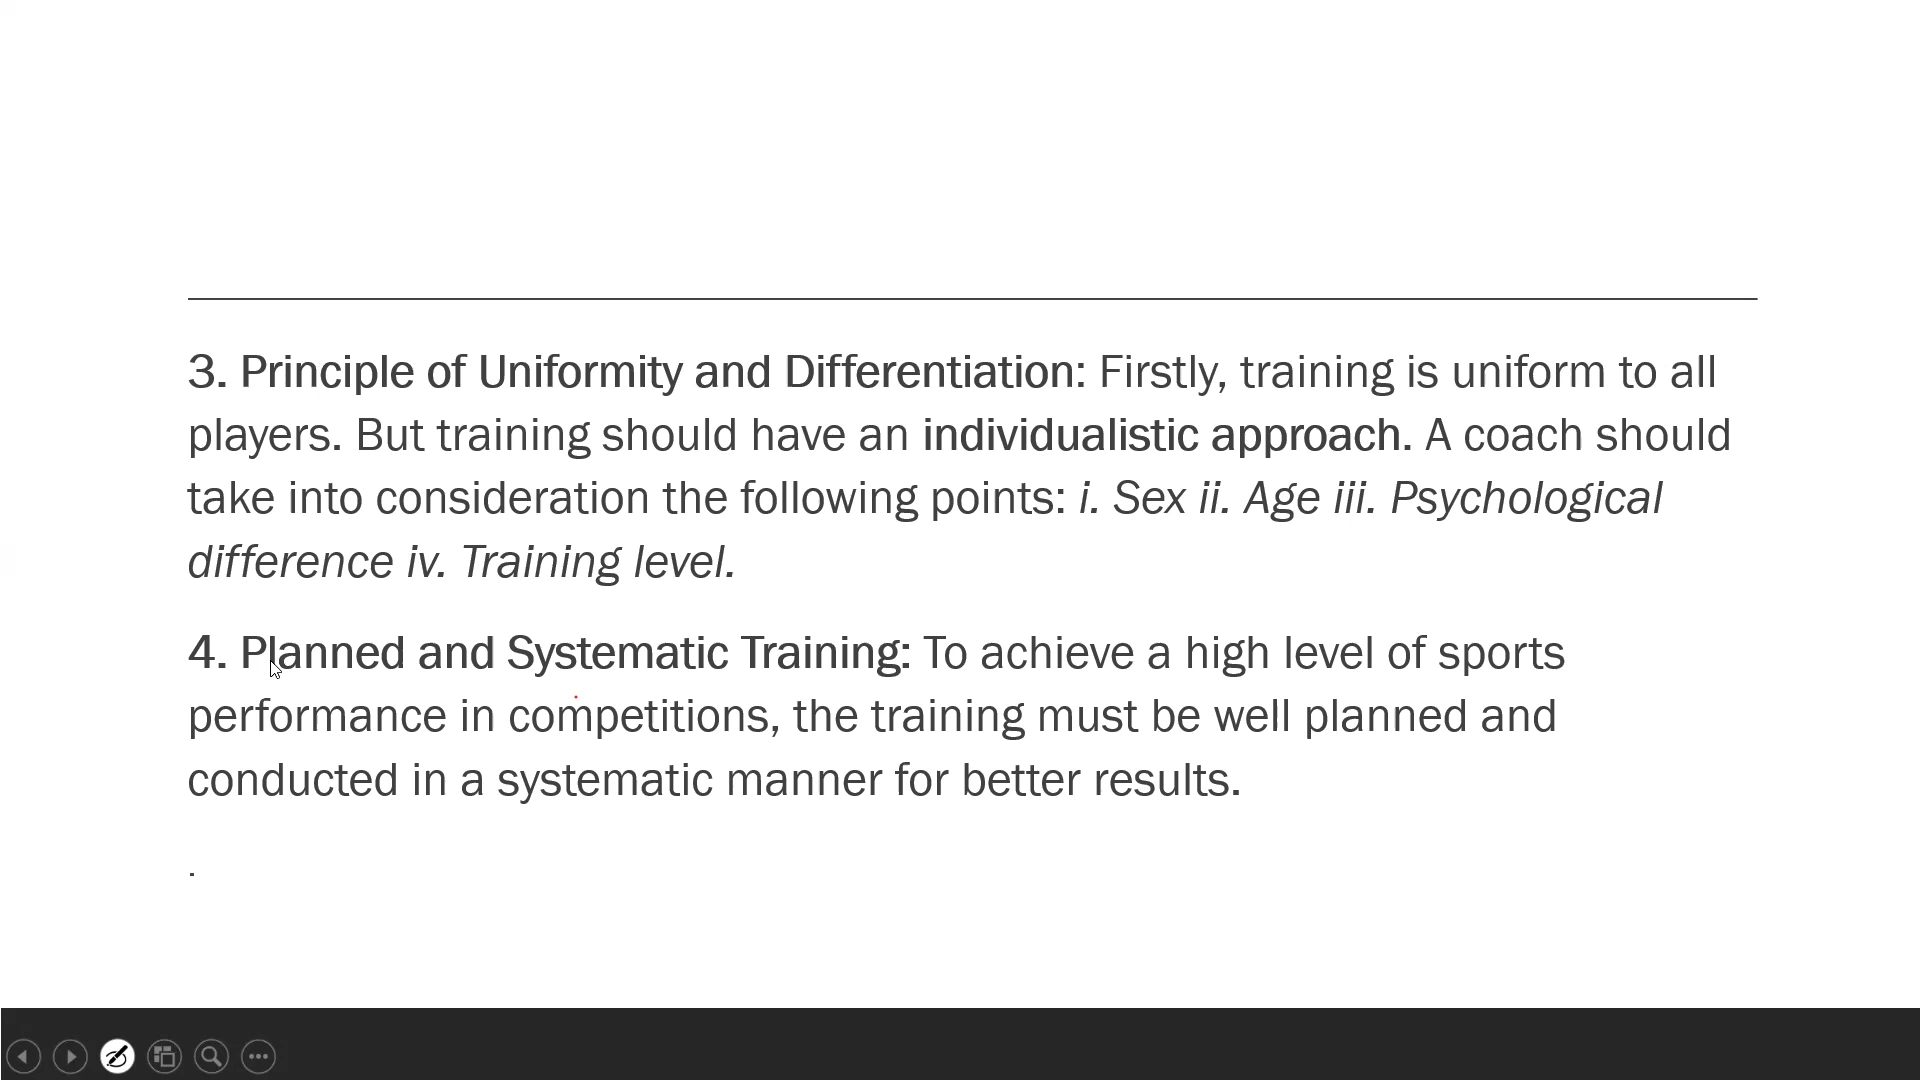 3. Principle of Uniformity and Differentiation: Firstly, training is uniform to all
players. But training should have an individualistic approach. A coach should
take into consideration the following points: i. Sex ii. Age iii. Psychological
difference iv. Training level.
4. Planned and Systematic Training: To achieve a high level of sports
performance in competitions, the training must be well planned and
conducted in a systematic manner for better results.
.